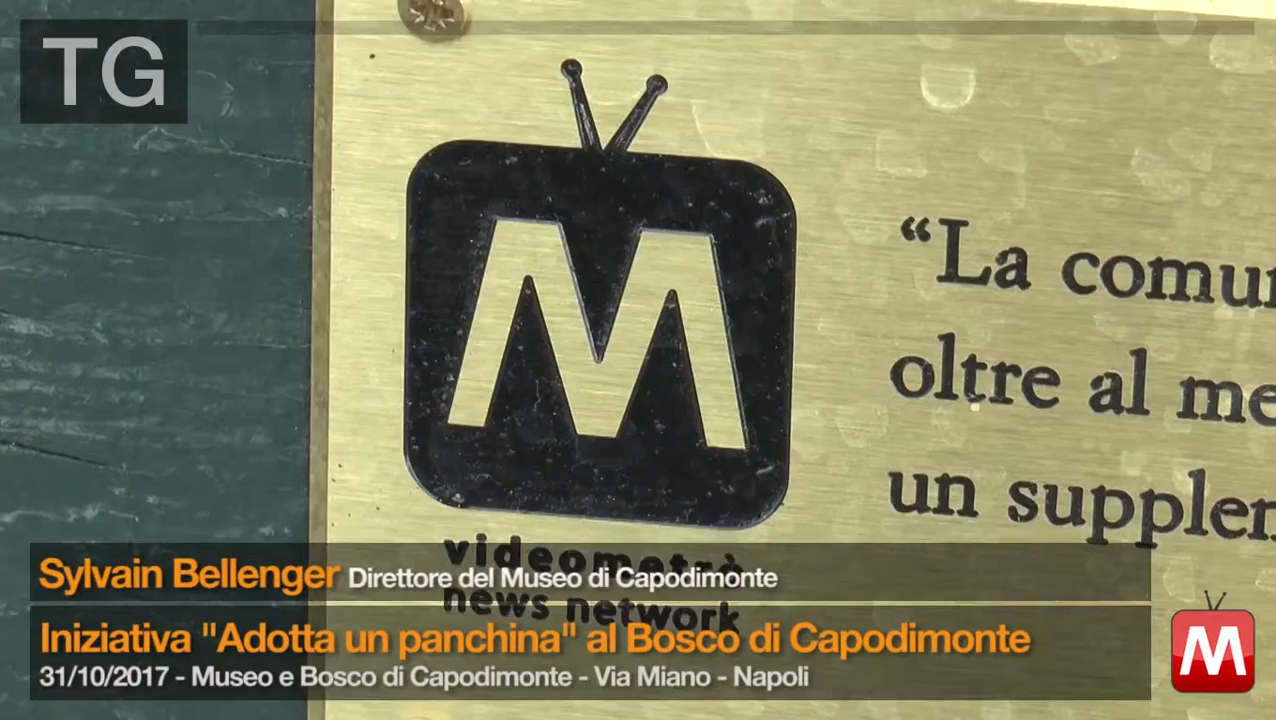 TG
M
“La comu
oltre al me
un supplem
videometrò
news network
Sylvain Bellenger Direttore del Museo di Capodimonte
Iniziativa "Adotta un panchina" al Bosco di Capodimonte
31/10/2017 - Museo e Bosco di Capodimonte - Via Miano - Napoli
M